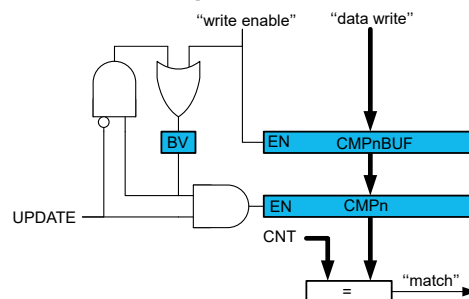 “write enable” “data write”
BV
EN CMPnBUF
EN CMPn
UPDATE
CNT
= “match”